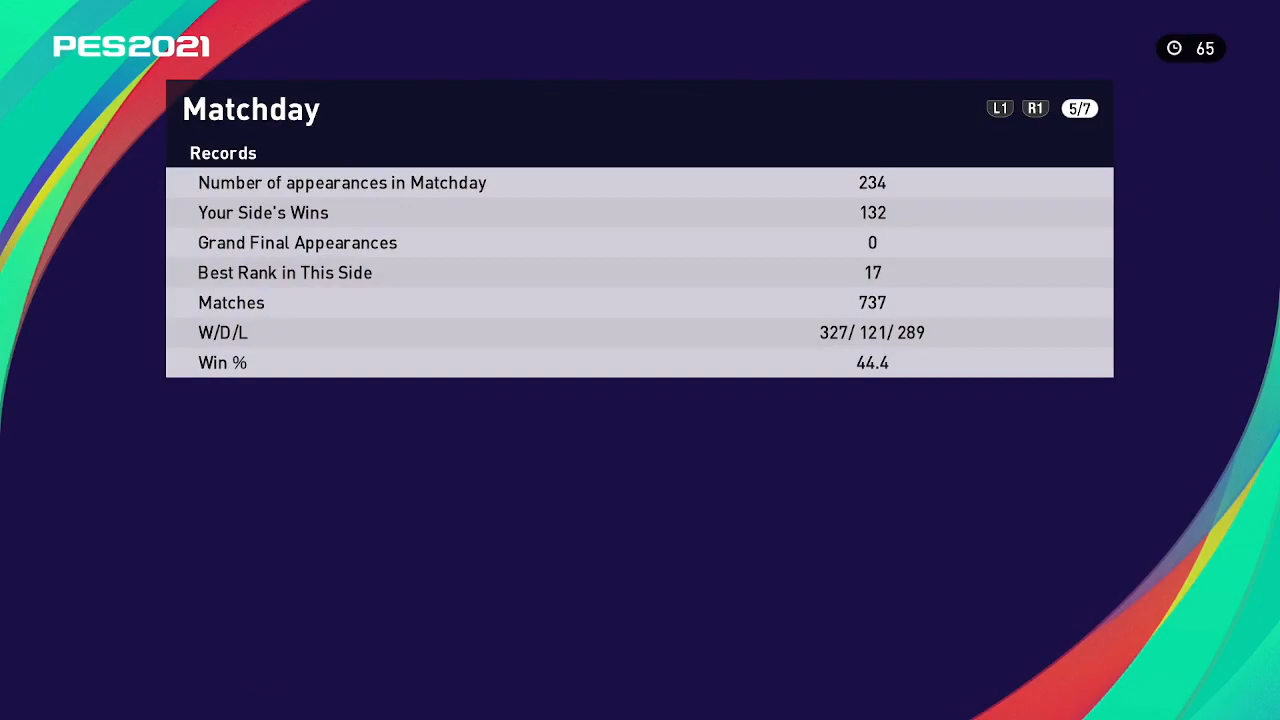 PES2021
65
Matchday
L1 R1 5/7
Records
Number of appearances in Matchday 234
Your Side's Wins 132
Grand Final Appearances 0
Best Rank in This Side 17
Matches 737
W/D/L 327/ 121/ 289
Win % 44.4